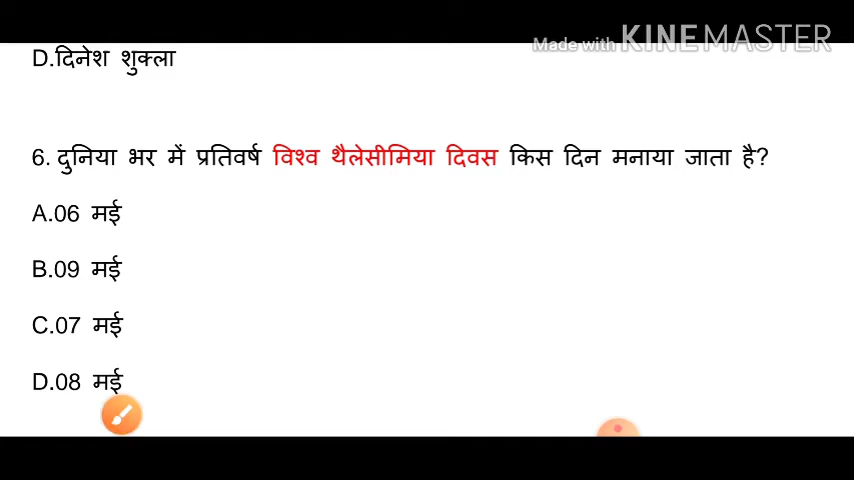 Made with KINEMASTER
D.दिनेश शुक्ला
6. दुनिया भर में प्रतिवर्ष विश्व थैलेसीमिया दिवस किस दिन मनाया जाता है?
A.06 मई
B.09 मई
C.07 मई
D.08 मई